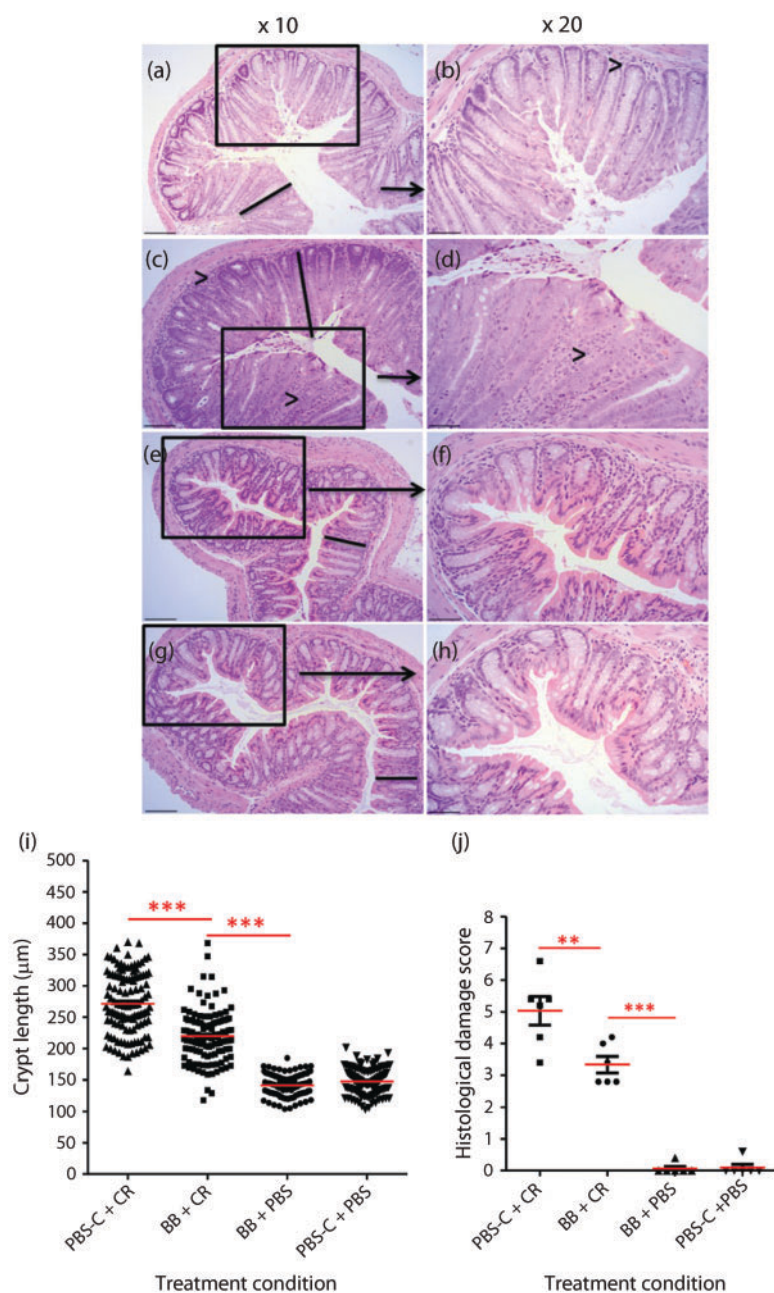 x 10
x 20
(a)
(b)
>
(c)
>
>
(d)
>
(e)
(f)
(g)
(h)
(i)
500
450
400
350
300
250
200
150
100
50
0
Crypt length (µm)
***
***
PBS-C + CR
BB + CR
BB + PBS
PBS-C + PBS
Treatment condition
(j)
8
7
6
5
4
3
2
1
0
Histological damage score
**
***
PBS-C + CR
BB + CR
BB + PBS
PBS-C +PBS
Treatment condition